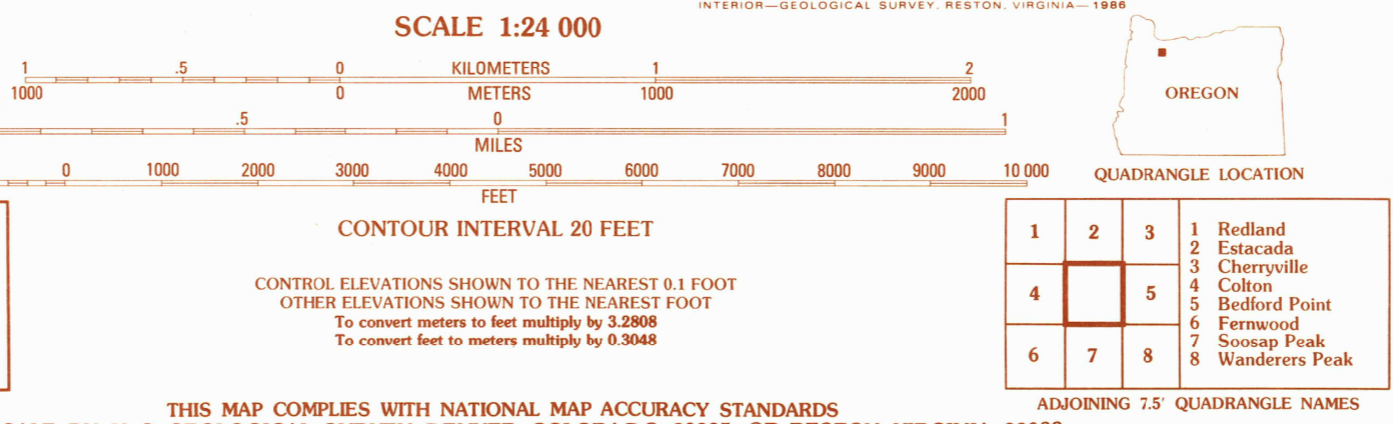 INTERIOR—GEOLOGICAL SURVEY, RESTON, VIRGINIA—1986
SCALE 1:24 000
1 .5 0 KILOMETERS 1 2
1000 0 METERS 1000 2000
.5 0 1
MILES
0 1000 2000 3000 4000 5000 6000 7000 8000 9000 10 000
FEET
CONTOUR INTERVAL 20 FEET
CONTROL ELEVATIONS SHOWN TO THE NEAREST 0.1 FOOT
OTHER ELEVATIONS SHOWN TO THE NEAREST FOOT
To convert meters to feet multiply by 3.2808
To convert feet to meters multiply by 0.3048
THIS MAP COMPLIES WITH NATIONAL MAP ACCURACY STANDARDS
OREGON
QUADRANGLE LOCATION
1 2 3
4 5
6 7 8
1 Redland
2 Estacada
3 Cherryville
4 Colton
5 Bedford Point
6 Fernwood
7 Soosap Peak
8 Wanderers Peak
ADJOINING 7.5' QUADRANGLE NAMES